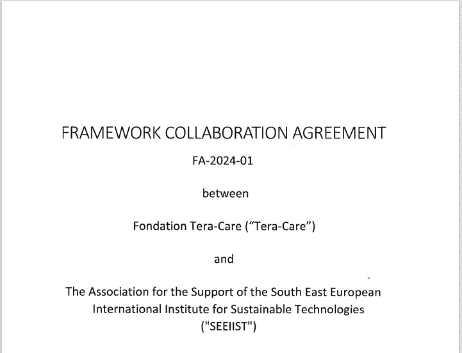 FRAMEWORK COLLABORATION AGREEMENT
FA-2024-01
between
Fondation Tera-Care (“Tera-Care”)
and
The Association for the Support of the South East European
International Institute for Sustainable Technologies
("SEEIIST")